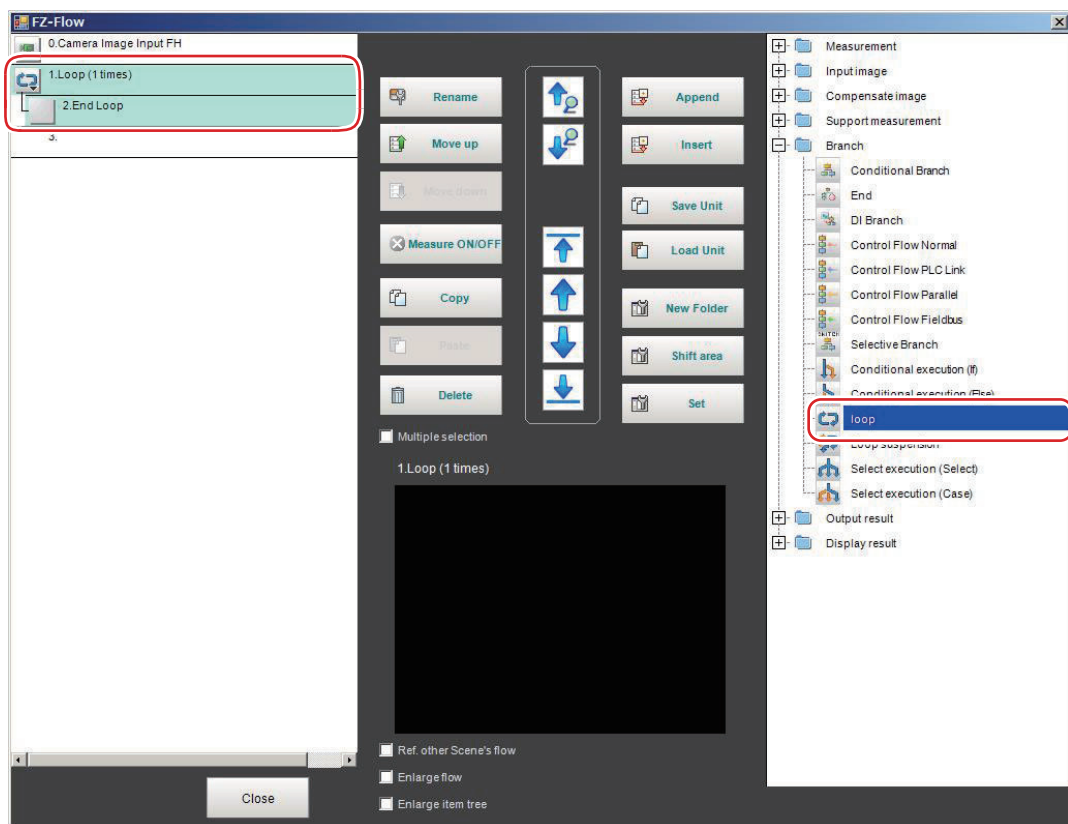 FZ-Flow
0.Camera Image Input FH
1.Loop (1 times)
2.End Loop
3.
Rename
Move up
Move down
Measure ON/OFF
Copy
Paste
Delete
Append
Insert
Save Unit
Load Unit
New Folder
Shift area
Set
Multiple selection
1.Loop (1 times)
Ref. other Scene's flow
Enlarge flow
Enlarge item tree
Close
Measurement
Input image
Compensate image
Support measurement
Branch
Conditional Branch
End
DI Branch
Control Flow Normal
Control Flow PLC Link
Control Flow Parallel
Control Flow Fieldbus
Selective Branch
Conditional execution (If)
Conditional execution (Else)
loop
Loop suspension
Select execution (Select)
Select execution (Case)
Output result
Display result